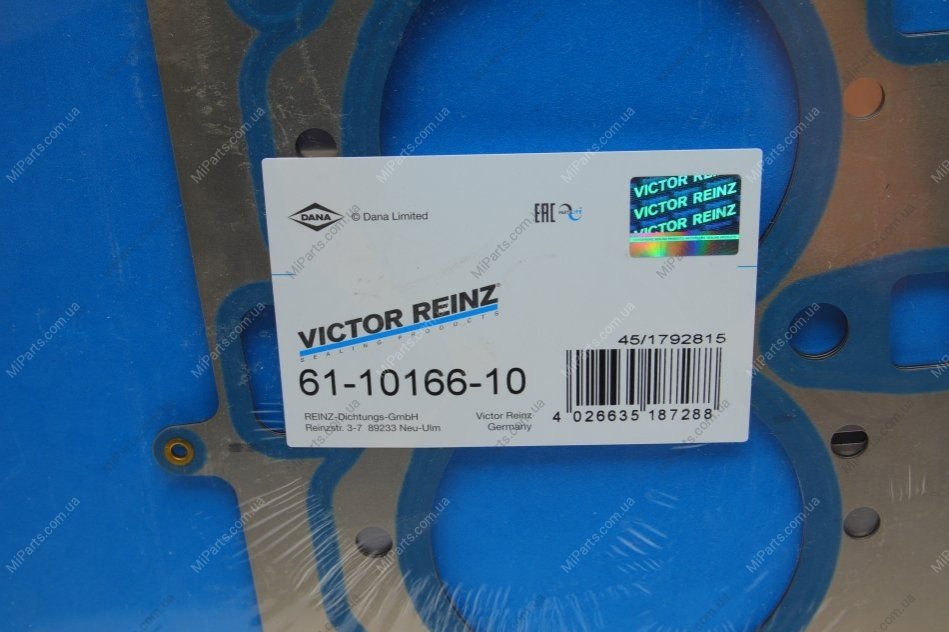 DANA © Dana Limited
EAC
VICTOR REINZ
VICTOR REINZ
VICTOR REINZ
VICTOR REINZ®
SEALING PRODUCTS
45/1792815
61-10166-10
REINZ-Dichtungs-GmbH
Reinzstr. 3-7 89233 Neu-Ulm
Victor Reinz
Germany
4 026635 187288
MiParts.com.ua